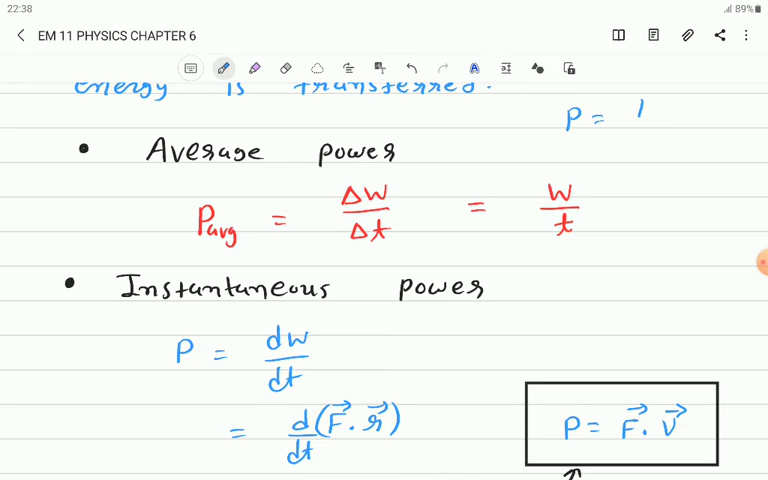 22:38 89%
EM 11 PHYSICS CHAPTER 6
energy is transferred.
P =
• Average power
Pavg = ΔW/Δt = W/t
• Instantaneous power
P = dw/dt
= d/dt (F⃗ . r⃗)
P = F⃗ . V⃗